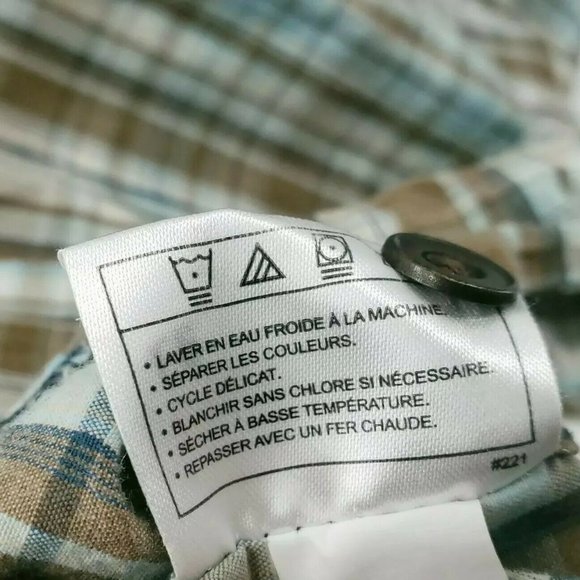 • LAVER EN EAU FROIDE À LA MACHINE.
• SÉPARER LES COULEURS.
• CYCLE DÉLICAT.
• BLANCHIR SANS CHLORE SI NÉCESSAIRE.
• SÉCHER À BASSE TEMPÉRATURE.
• REPASSER AVEC UN FER CHAUDE.
#221